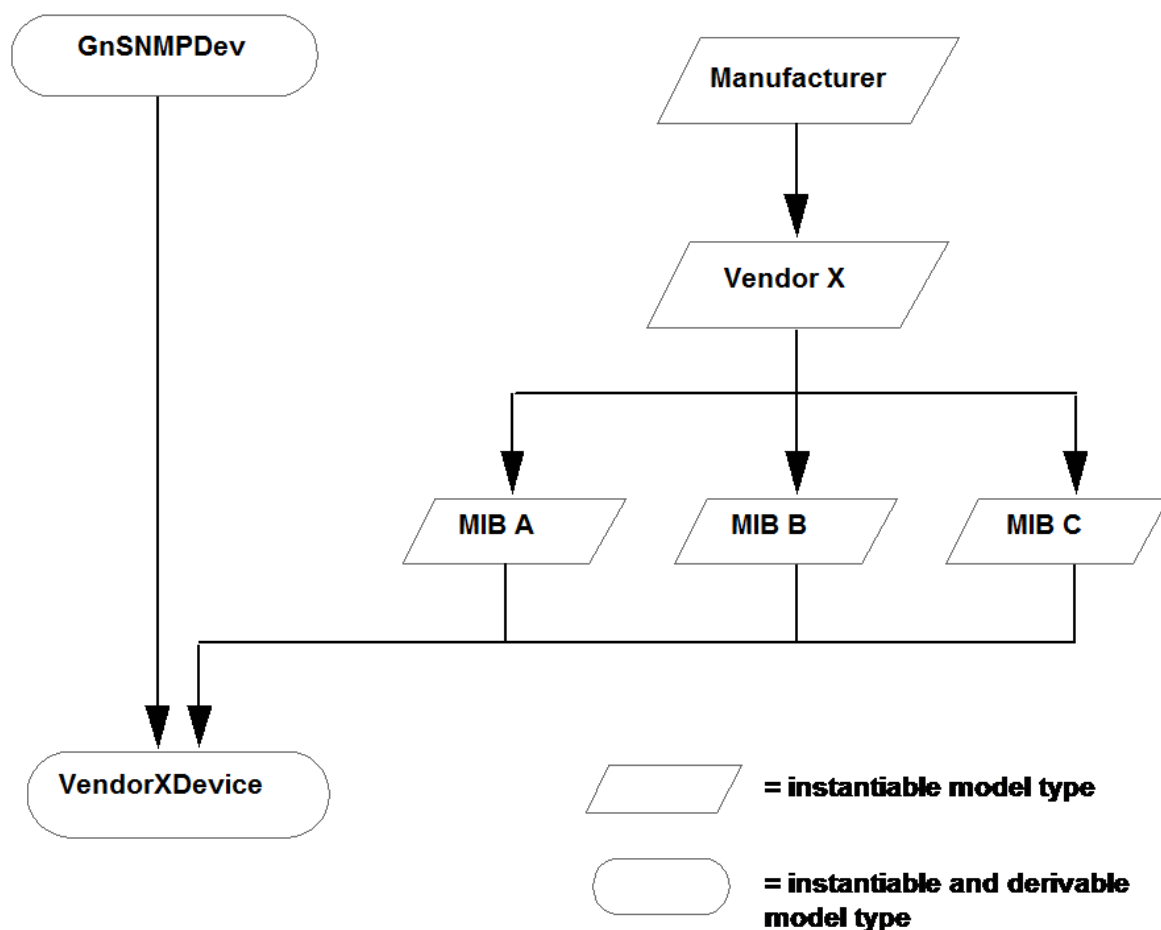 GnSNMPDev
Manufacturer
Vendor X
MIB A
MIB B
MIB C
VendorXDevice
= instantiable model type
= instantiable and derivable
model type